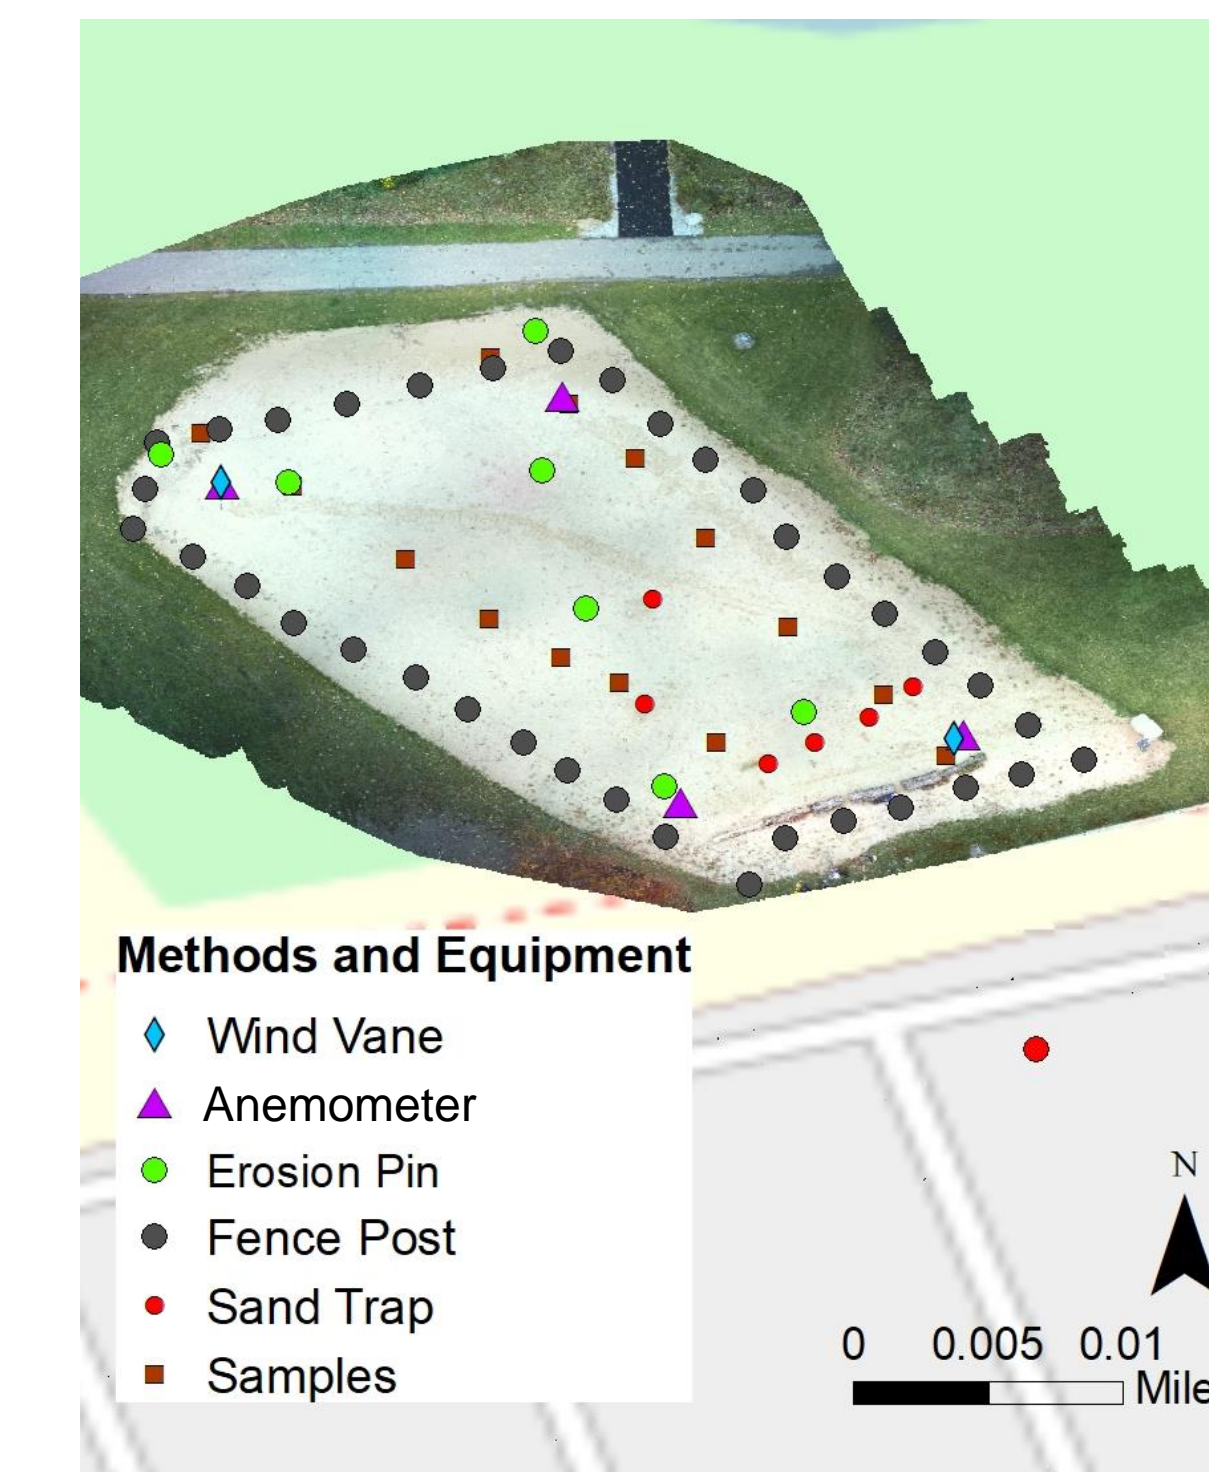 Methods and Equipment
Wind Vane
Anemometer
Erosion Pin
Fence Post
Sand Trap
Samples
N
0 0.005 0.01
Mile